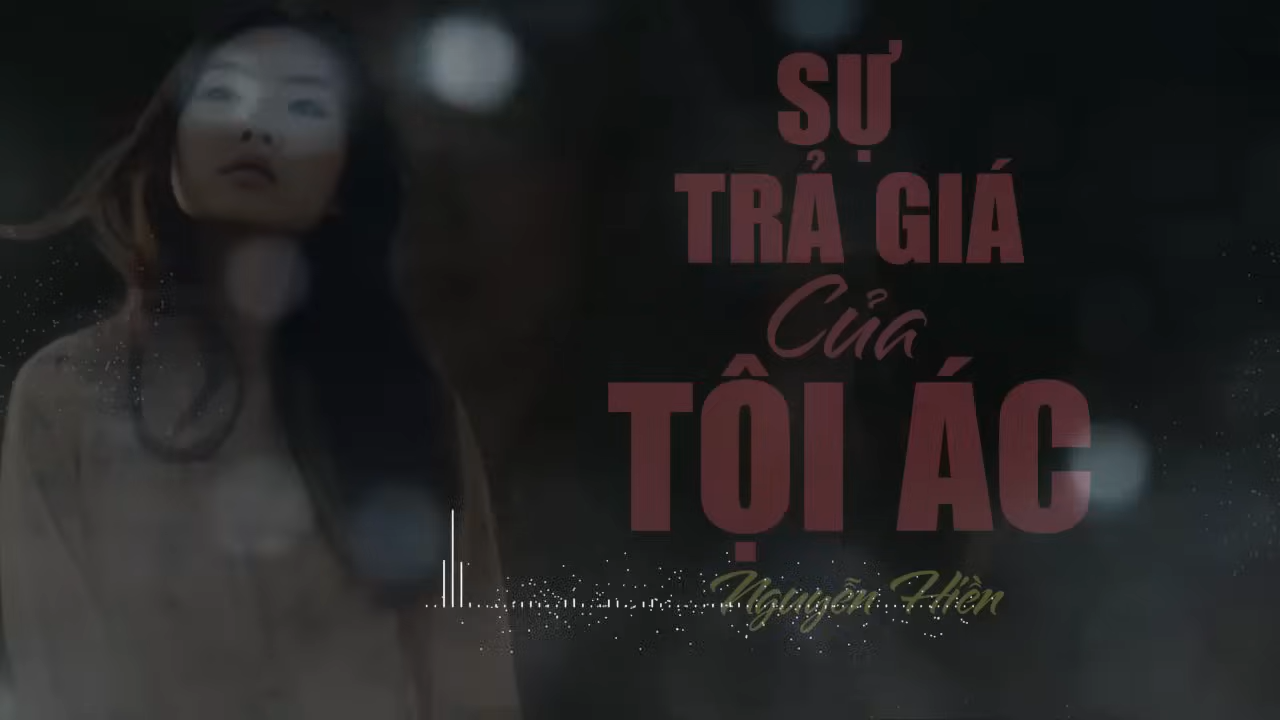 SỰ
TRẢ GIÁ
Của
TỘI ÁC
Nguyễn Hiền